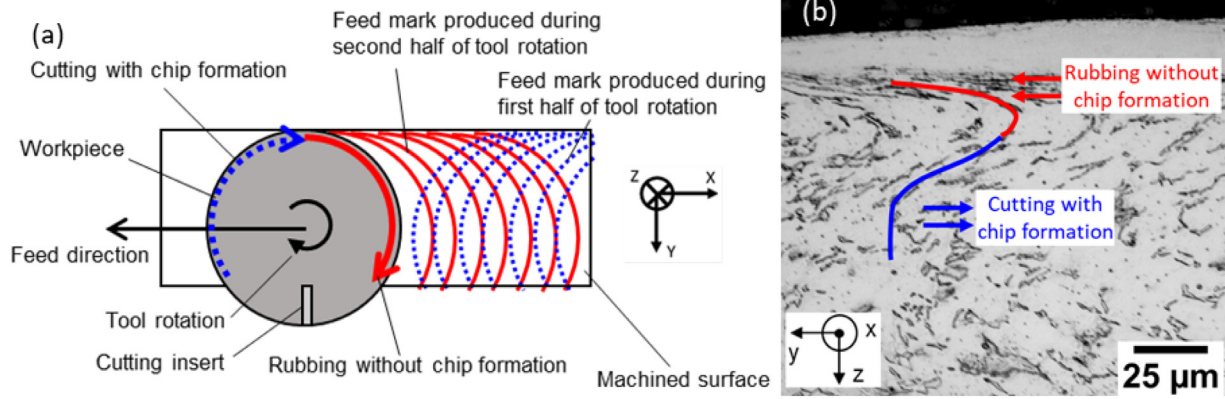 (a)
Feed mark produced during
second half of tool rotation
Cutting with chip formation
Feed mark produced during
first half of tool rotation
Workpiece
Z
X
Y
Feed direction
Tool rotation
Cutting insert
Rubbing without chip formation
Machined surface
(b)
Rubbing without
chip formation
Cutting with
chip formation
x
y
z
25 μm